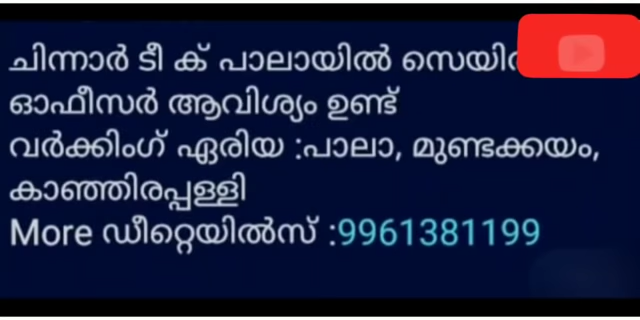 ചിന്നാർ ടീ ക് പാലായിൽ
ഓഫീസർ ആവിശ്യം ഉണ്ട്
വർക്കിംഗ് ഏരിയ :പാലാ, മുണ്ടക്കയം,
കാഞ്ഞിരപ്പള്ളി
More ഡീറ്റെയിൽസ് :9961381199